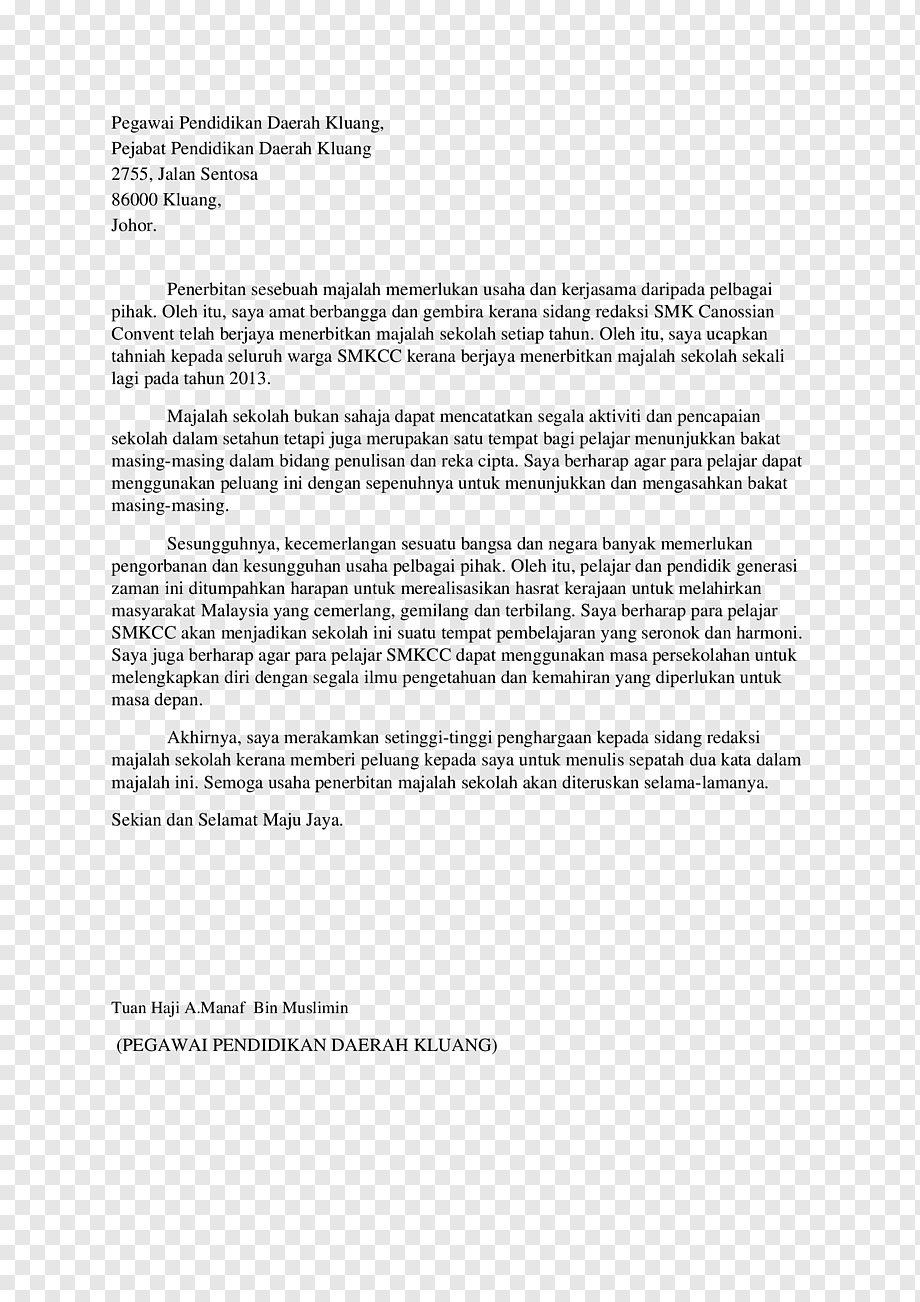 Pegawai Pendidikan Daerah Kluang,
Pejabat Pendidikan Daerah Kluang
2755, Jalan Sentosa
86000 Kluang,
Johor.
Penerbitan sesebuah majalah memerlukan usaha dan kerjasama daripada pelbagai
pihak. Oleh itu, saya amat berbangga dan gembira kerana sidang redaksi SMK Canossian
Convent telah berjaya menerbitkan majalah sekolah setiap tahun. Oleh itu, saya ucapkan
tahniah kepada seluruh warga SMKCC kerana berjaya menerbitkan majalah sekolah sekali
lagi pada tahun 2013.
Majalah sekolah bukan sahaja dapat mencatatkan segala aktiviti dan pencapaian
sekolah dalam setahun tetapi juga merupakan satu tempat bagi pelajar menunjukkan bakat
masing-masing dalam bidang penulisan dan reka cipta. Saya berharap agar para pelajar dapat
menggunakan peluang ini dengan sepenuhnya untuk menunjukkan dan mengasahkan bakat
masing-masing.
Sesungguhnya, kecemerlangan sesuatu bangsa dan negara banyak memerlukan
pengorbanan dan kesungguhan usaha pelbagai pihak. Oleh itu, pelajar dan pendidik generasi
zaman ini ditumpahkan harapan untuk merealisasikan hasrat kerajaan untuk melahirkan
masyarakat Malaysia yang cemerlang, gemilang dan terbilang. Saya berharap para pelajar
SMKCC akan menjadikan sekolah ini suatu tempat pembelajaran yang seronok dan harmoni.
Saya juga berharap agar para pelajar SMKCC dapat menggunakan masa persekolahan untuk
melengkapkan diri dengan segala ilmu pengetahuan dan kemahiran yang diperlukan untuk
masa depan.
Akhirnya, saya merakamkan setinggi-tinggi penghargaan kepada sidang redaksi
majalah sekolah kerana memberi peluang kepada saya untuk menulis sepatah dua kata dalam
majalah ini. Semoga usaha penerbitan majalah sekolah akan diteruskan selama-lamanya.
Sekian dan Selamat Maju Jaya.
Tuan Haji A.Manaf  Bin Muslimin
(PEGAWAI PENDIDIKAN DAERAH KLUANG)